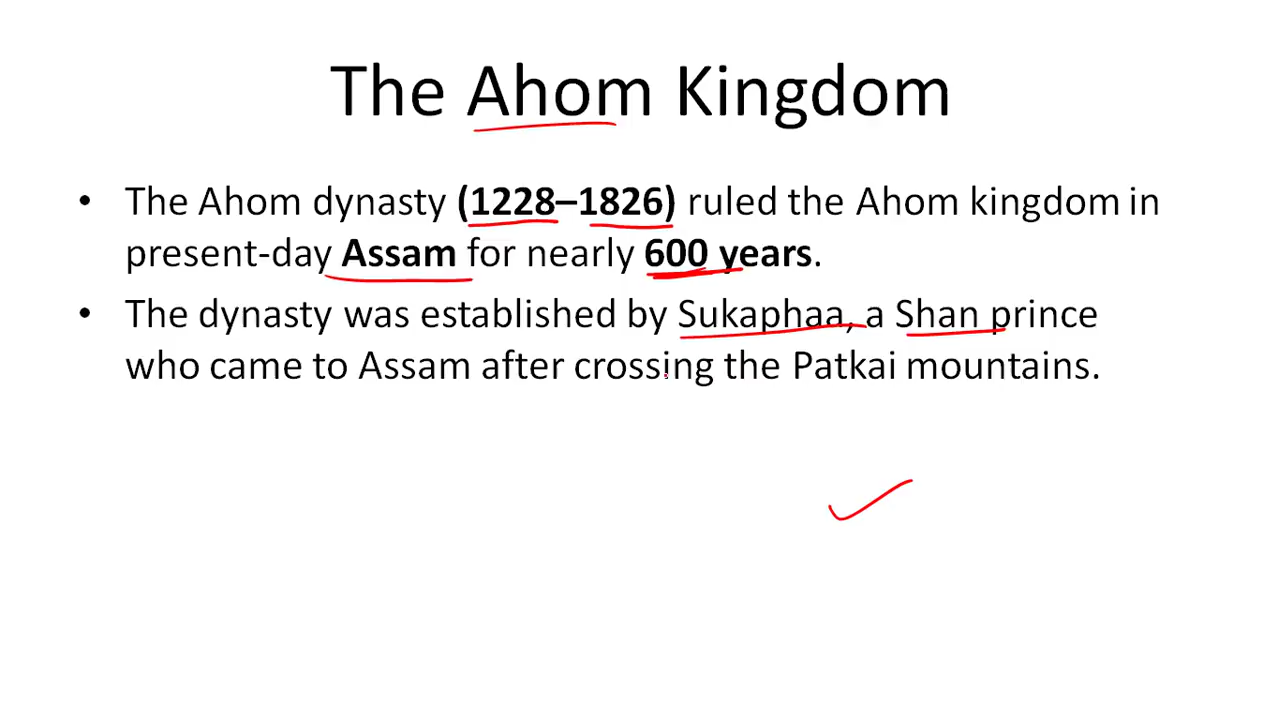 The Ahom Kingdom
• The Ahom dynasty (1228–1826) ruled the Ahom kingdom in
present-day Assam for nearly 600 years.
• The dynasty was established by Sukaphaa, a Shan prince
who came to Assam after crossing the Patkai mountains.